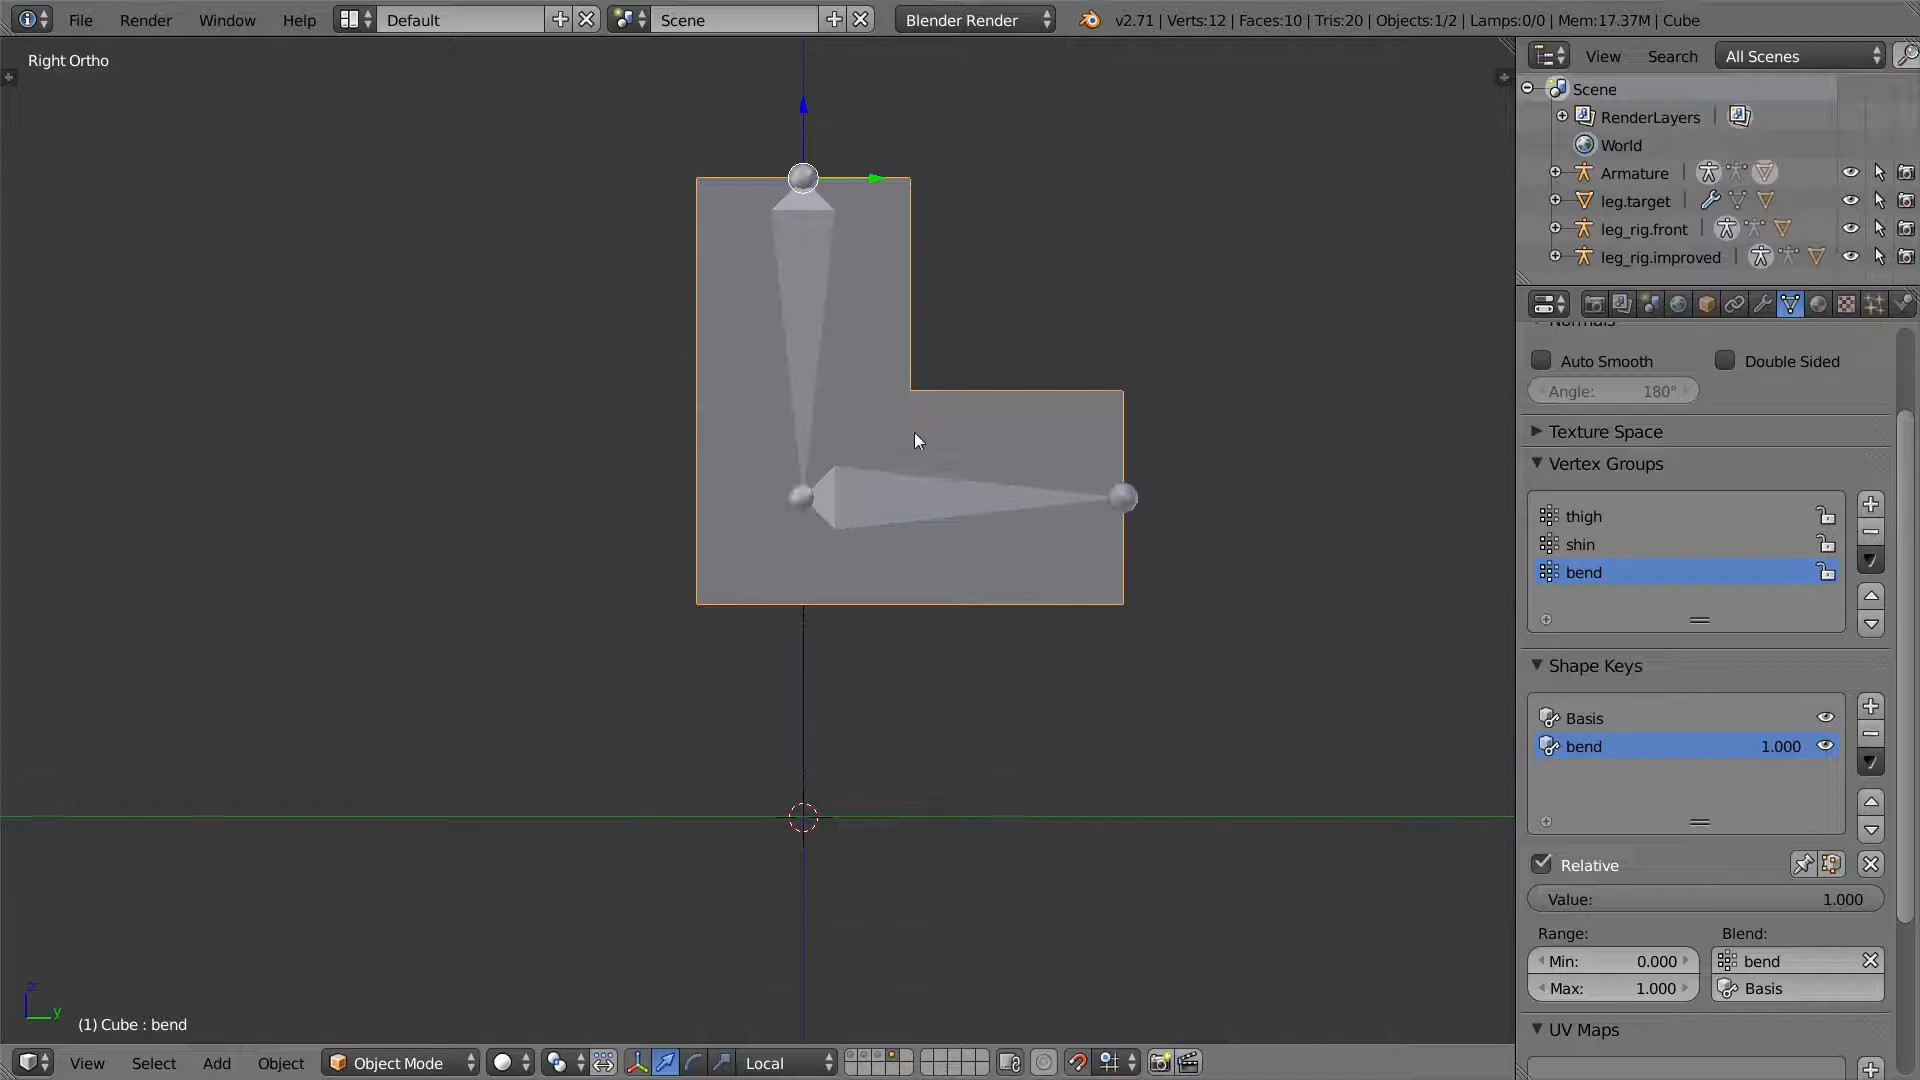 File Render Window Help Default Scene Blender Render v2.71 | Verts:12 | Faces:10 | Tris:20 | Objects:1/2 | Lamps:0/0 | Mem:17.37M | Cube
Right Ortho
View Search All Scenes
Scene
RenderLayers |
World
Armature |
leg.target |
leg_rig.front |
leg_rig.improved |
Normals
Auto Smooth Double Sided
Angle: 180°
Texture Space
Vertex Groups
thigh
shin
bend
Shape Keys
Basis
bend 1.000
Relative
Value: 1.000
Range: Blend:
Min: 0.000 bend
Max: 1.000 Basis
UV Maps
z
y
(1) Cube : bend
View Select Add Object Object Mode Local